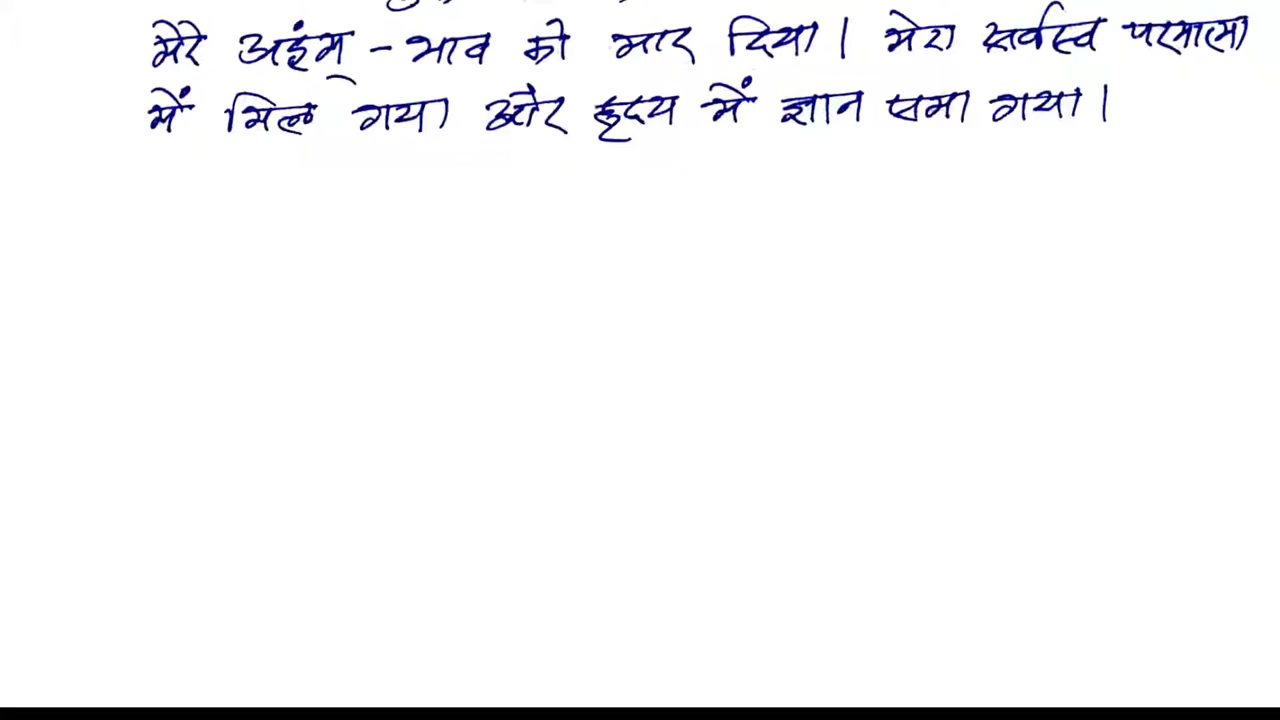 मेरे अहंम् - भाव को मार दिया। मेरा सर्वस्व परमात्मा
में मिल गया और हृदय में ज्ञान समा गया।